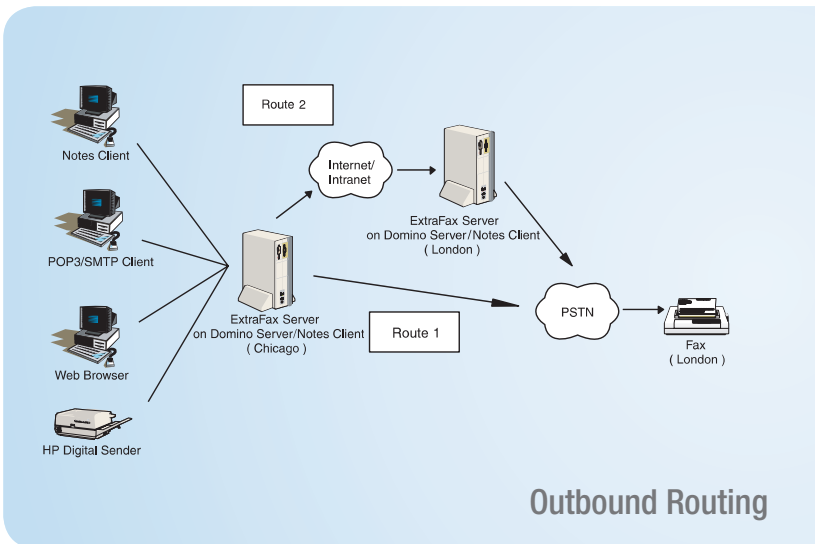 Route 2
Notes Client
Internet/
Intranet
ExtraFax Server
on Domino Server/Notes Client
( London )
POP3/SMTP Client
ExtraFax Server
on Domino Server/Notes Client
( Chicago )
Route 1
PSTN
Fax
( London )
Web Browser
HP Digital Sender
Outbound Routing